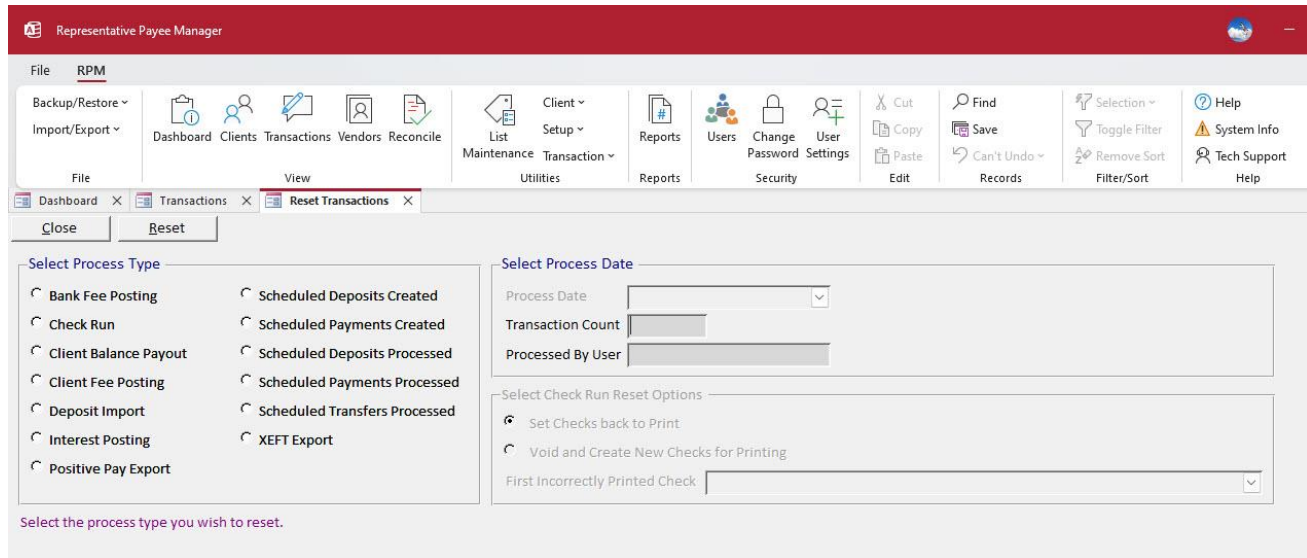 Representative Payee Manager
File RPM
Backup/Restore
Import/Export
File
Dashboard Clients Transactions Vendors Reconcile
View
List Maintenance
Client
Setup
Transaction
Utilities
Reports
Reports
Users
Change Password
User Settings
Security
Cut
Copy
Paste
Edit
Find
Save
Can't Undo
Records
Selection
Toggle Filter
Remove Sort
Filter/Sort
Help
System Info
Tech Support
Help
Dashboard Transactions Reset Transactions
Close Reset
Select Process Type
Bank Fee Posting
Check Run
Client Balance Payout
Client Fee Posting
Deposit Import
Interest Posting
Positive Pay Export
Scheduled Deposits Created
Scheduled Payments Created
Scheduled Deposits Processed
Scheduled Payments Processed
Scheduled Transfers Processed
XEFT Export
Select Process Date
Process Date
Transaction Count
Processed By User
Select Check Run Reset Options
Set Checks back to Print
Void and Create New Checks for Printing
First Incorrectly Printed Check
Select the process type you wish to reset.